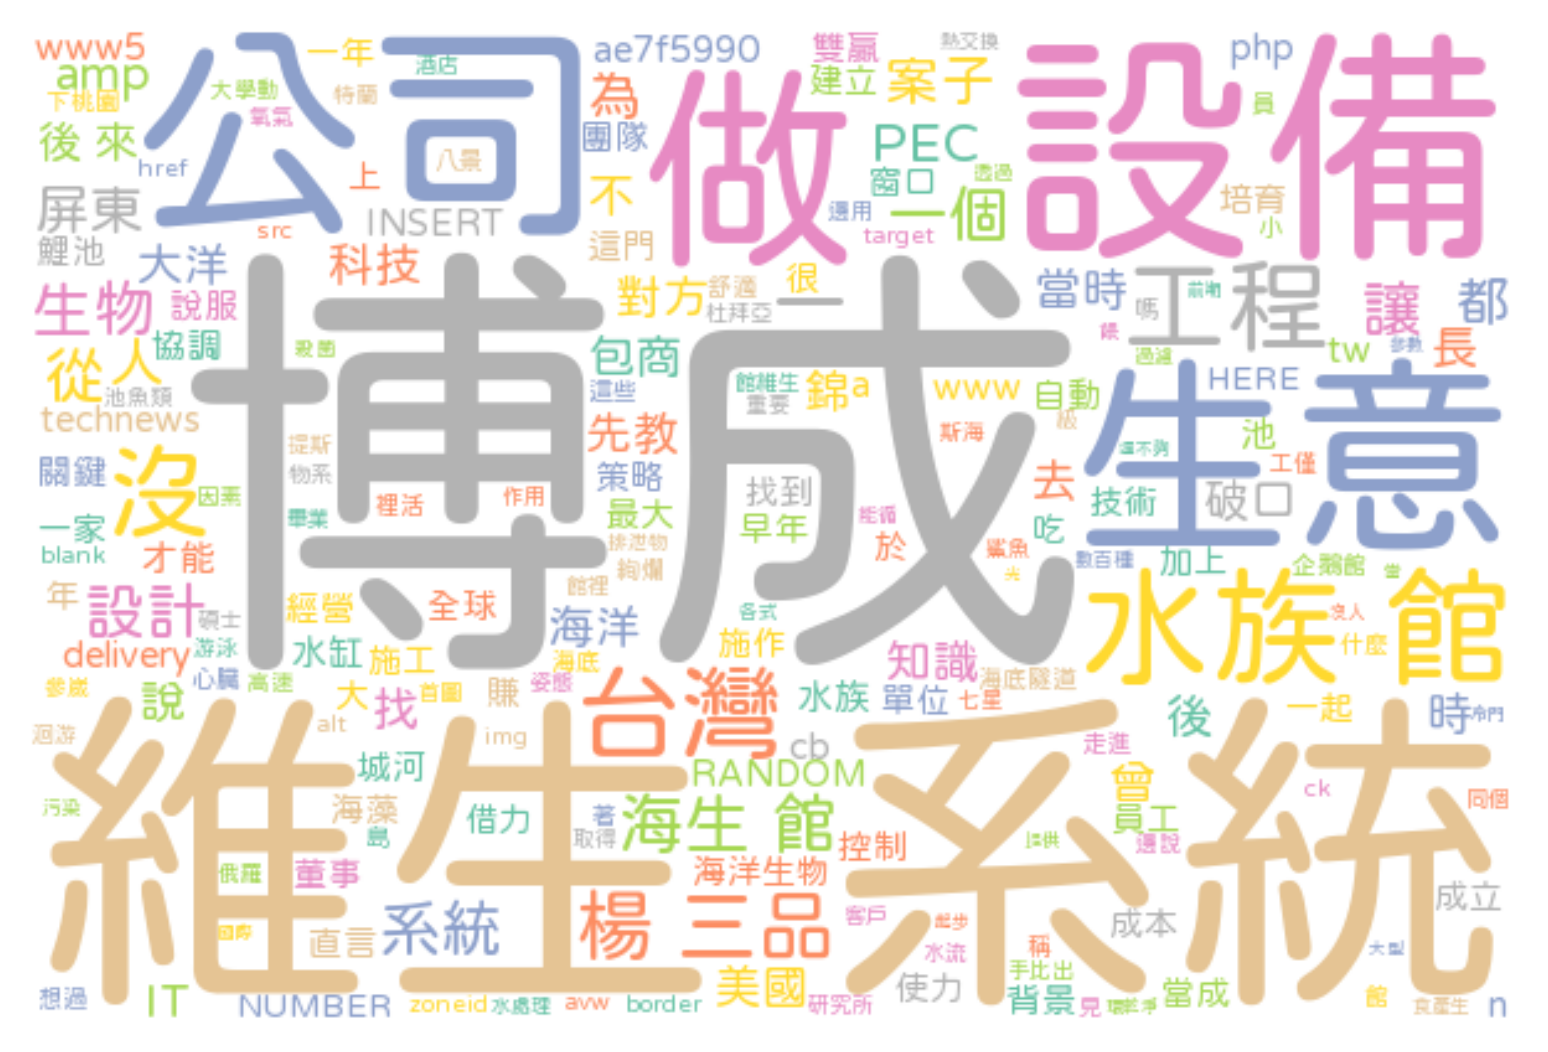 www5
公司
一年
酒店
ae7f5990
雙贏
熱交換
php
設備
amp
大學動
特蘭
為
做
建立
案子
員
下桃園
氧氣
後來
團隊
PEC
href
八景
上
不
窗口
透過
一個
培育
屏東
INSERT
邊用
小
src
這門
target
鯉池
大洋
科技
很
當時
工程
生物
說服
博成
對方
舒適
杜拜亞
嗎
讓
都
協調
殺菌
包商
過濾
tw
參數
長
從
人
池魚類
這些
館維生
重要
錦a
www
自動
HERE
生意
technews
提斯
先教
斯海
級
池
還不夠
關鍵
沒
因素
物系
策略
找到
去
技術
破口
工僅
裡活
作用
一家
畢業
最大
早年
能循
吃
blank
才能
排泄物
於
鯊魚
光
數百種
加上
企鵝館
絢爛
館裡
年
設計
碩士
經營
全球
海洋
各式
水族館
沒人
什麼
delivery
游泳
水缸
施工
海底
施作
知識
海底隧道
心臟
高速
說
大
找
首圖
賺
姿態
台灣
水族
單位
七星
後
一起
時
冷門
洄游
維生系統
alt
img
cb
走進
城河
RANDOM
曾
ck
同個
污染
海藻
島
借力
著
取得
海生館
控制
員工
提供
邊說
俄羅
董事
海洋生物
成立
直言
系統
楊
三品
客戶
起步
成本
國際
水流
稱
大型
手比出
想過
IT
NUMBER
zoneid
水處理
avw
border
美國
研究所
使力
背景
見
當成
館
食產生
n